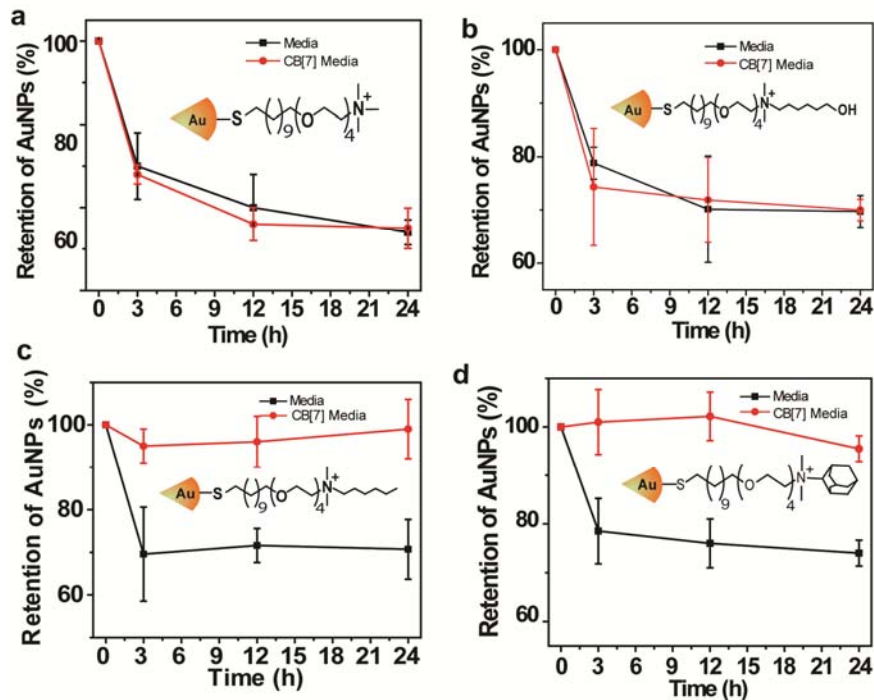 a
Retention of AuNPs (%)
100
80
60
Media
CB[7] Media
Au S ( )9 (O )4 N+
0 3 6 9 12 15 18 21 24
Time (h)
b
Retention of AuNPs (%)
100
80
60
Media
CB[7] Media
Au S ( )9 (O )4 N+ OH
0 3 6 9 12 15 18 21 24
Time (h)
c
Retention of AuNPs (%)
100
80
60
Media
CB[7] Media
Au S ( )9 (O )4 N+
0 3 6 9 12 15 18 21 24
Time (h)
d
Retention of AuNPs (%)
100
80
60
Media
CB[7] Media
Au S ( )9 (O )4 N+
0 3 6 9 12 15 18 21 24
Time (h)